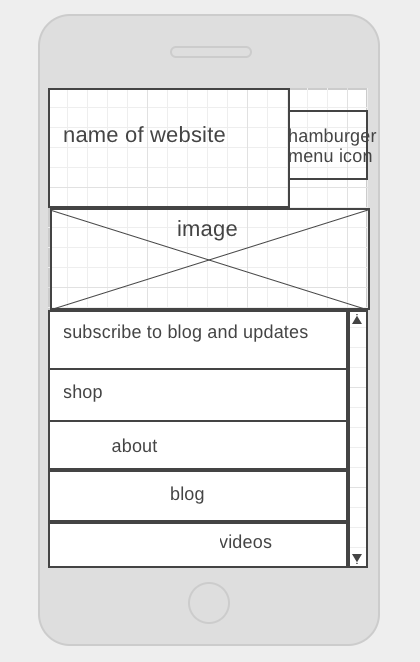 name of website
hamburger
menu icon
image
subscribe to blog and updates
shop
about
blog
videos